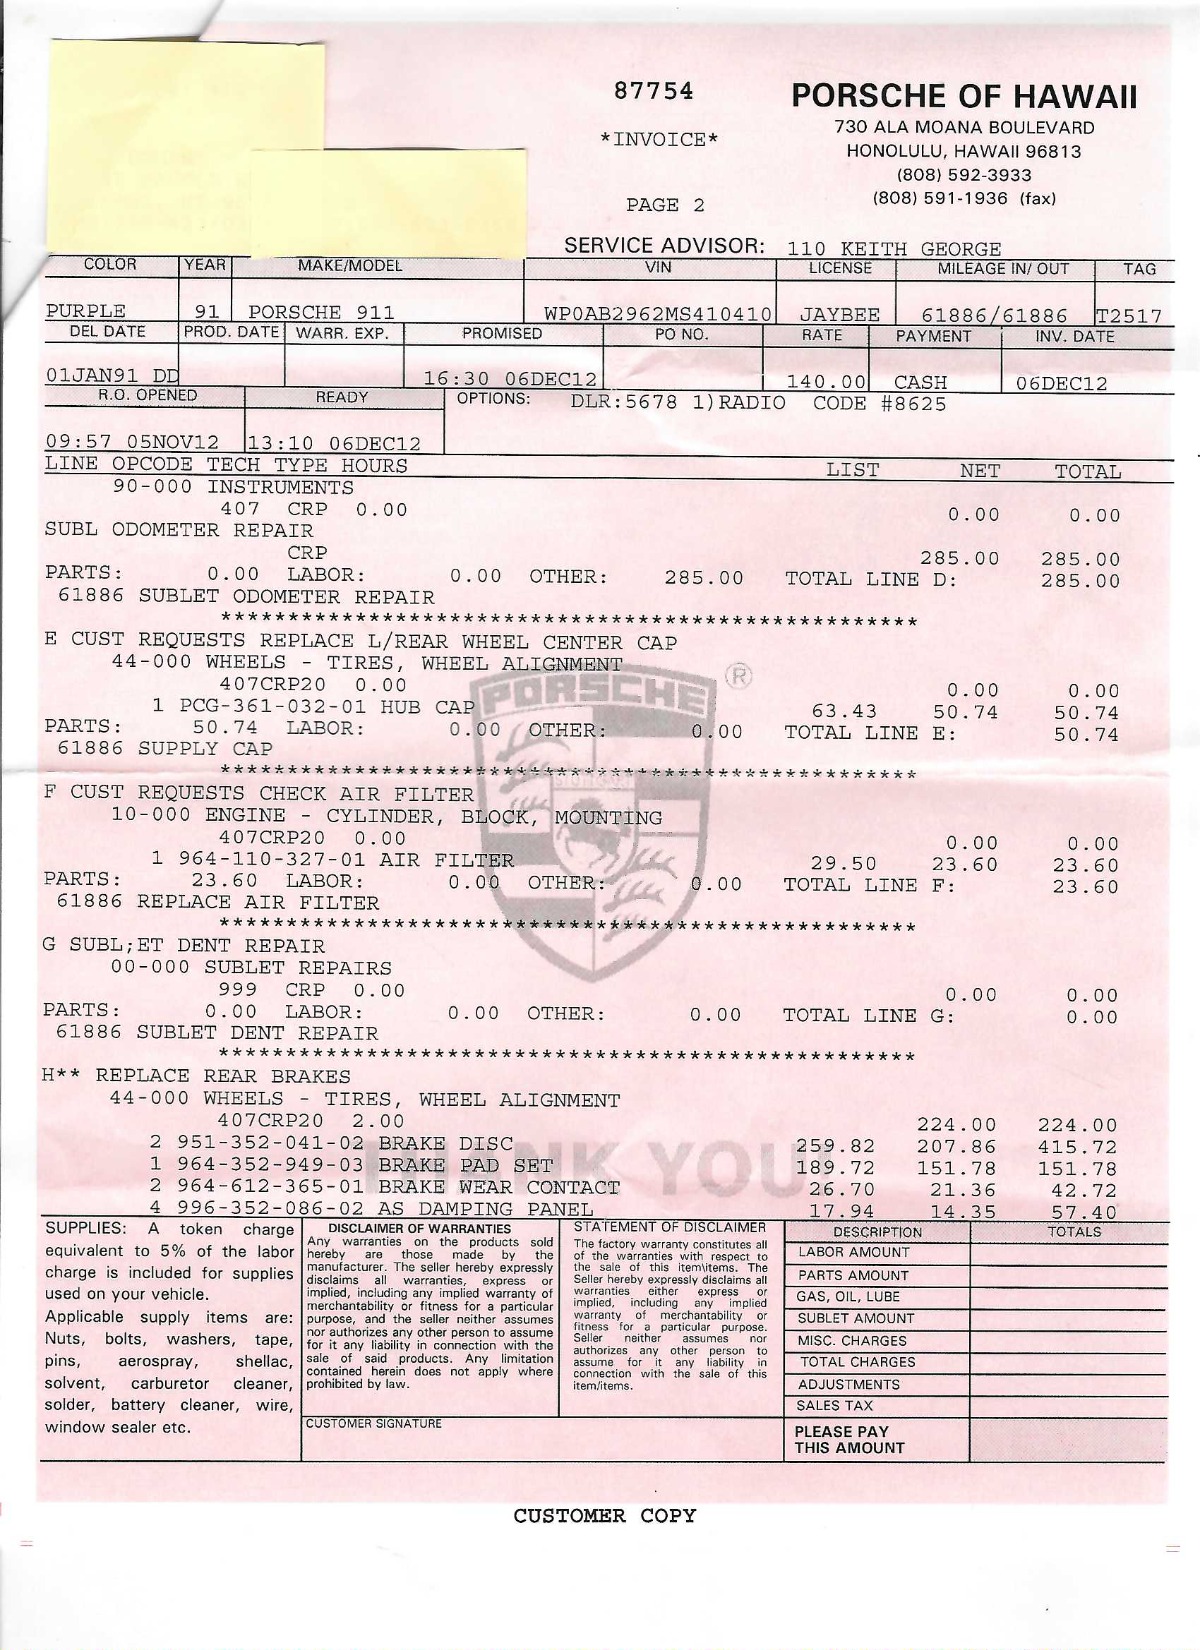 87754
PORSCHE OF HAWAII
*INVOICE*
730 ALA MOANA BOULEVARD
HONOLULU, HAWAII 96813
(808) 592-3933
(808) 591-1936 (fax)
PAGE 2
SERVICE ADVISOR: 110 KEITH GEORGE
COLOR YEAR MAKE/MODEL VIN LICENSE MILEAGE IN/ OUT TAG
PURPLE 91 PORSCHE 911 WP0AB2962MS410410 JAYBEE 61886/61886 T2517
DEL DATE PROD. DATE WARR. EXP. PROMISED PO NO. RATE PAYMENT INV. DATE
01JAN91 DD 16:30 06DEC12 140.00 CASH 06DEC12
R.O. OPENED READY OPTIONS: DLR:5678 1)RADIO CODE #8625
09:57 05NOV12 13:10 06DEC12
LINE OPCODE TECH TYPE HOURS LIST NET TOTAL
90-000 INSTRUMENTS
407 CRP 0.00 0.00 0.00
SUBL ODOMETER REPAIR
CRP 285.00 285.00
PARTS: 0.00 LABOR: 0.00 OTHER: 285.00 TOTAL LINE D: 285.00
61886 SUBLET ODOMETER REPAIR
****************************************************
E CUST REQUESTS REPLACE L/REAR WHEEL CENTER CAP
44-000 WHEELS - TIRES, WHEEL ALIGNMENT
407CRP20 0.00 0.00 0.00
1 PCG-361-032-01 HUB CAP 63.43 50.74 50.74
PARTS: 50.74 LABOR: 0.00 OTHER: 0.00 TOTAL LINE E: 50.74
61886 SUPPLY CAP
****************************************************
F CUST REQUESTS CHECK AIR FILTER
10-000 ENGINE - CYLINDER, BLOCK, MOUNTING
407CRP20 0.00 0.00 0.00
1 964-110-327-01 AIR FILTER 29.50 23.60 23.60
PARTS: 23.60 LABOR: 0.00 OTHER: 0.00 TOTAL LINE F: 23.60
61886 REPLACE AIR FILTER
****************************************************
G SUBL;ET DENT REPAIR
00-000 SUBLET REPAIRS
999 CRP 0.00 0.00 0.00
PARTS: 0.00 LABOR: 0.00 OTHER: 0.00 TOTAL LINE G: 0.00
61886 SUBLET DENT REPAIR
****************************************************
H** REPLACE REAR BRAKES
44-000 WHEELS - TIRES, WHEEL ALIGNMENT
407CRP20 2.00 224.00 224.00
2 951-352-041-02 BRAKE DISC 259.82 207.86 415.72
1 964-352-949-03 BRAKE PAD SET 189.72 151.78 151.78
2 964-612-365-01 BRAKE WEAR CONTACT 26.70 21.36 42.72
4 996-352-086-02 AS DAMPING PANEL 17.94 14.35 57.40
PORSCHE ®
THANK YOU
SUPPLIES: A token charge
equivalent to 5% of the labor
charge is included for supplies
used on your vehicle.
Applicable supply items are:
Nuts, bolts, washers, tape,
pins, aerospray, shellac,
solvent, carburetor cleaner,
solder, battery cleaner, wire,
window sealer etc.
DISCLAIMER OF WARRANTIES
Any warranties on the products sold
hereby are those made by the
manufacturer. The seller hereby expressly
disclaims all warranties, express or
implied, including any implied warranty of
merchantability or fitness for a particular
purpose, and the seller neither assumes
nor authorizes any other person to assume
for it any liability in connection with the
sale of said products. Any limitation
contained herein does not apply where
prohibited by law.
CUSTOMER SIGNATURE
STATEMENT OF DISCLAIMER
The factory warranty constitutes all
of the warranties with respect to
the sale of this item\items. The
Seller hereby expressly disclaims all
warranties either express or
implied, including any implied
warranty of merchantability or
fitness for a particular purpose.
Seller neither assumes nor
authorizes any other person to
assume for it any liability in
connection with the sale of this
item/items.
DESCRIPTION TOTALS
LABOR AMOUNT
PARTS AMOUNT
GAS, OIL, LUBE
SUBLET AMOUNT
MISC. CHARGES
TOTAL CHARGES
ADJUSTMENTS
SALES TAX
PLEASE PAY
THIS AMOUNT
CUSTOMER COPY